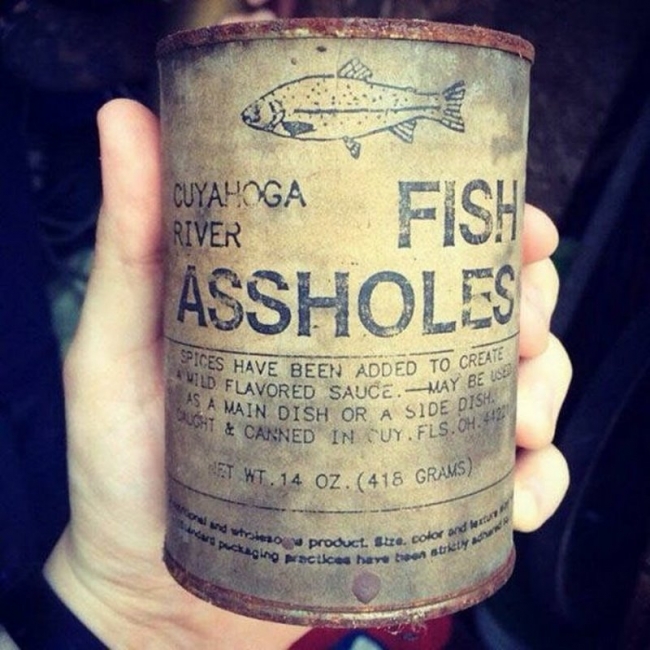 CUYAHOGA
RIVER
FISH
ASSHOLES
SPICES HAVE BEEN ADDED TO CREATE
A MILD FLAVORED SAUCE.—MAY BE USED
AS A MAIN DISH OR A SIDE DISH.
CAUGHT & CANNED IN CUY.FLS.OH.
NET WT.14 OZ.(418 GRAMS)
and wholesome product. Size, color and texture
packaging practices have been strictly adhered